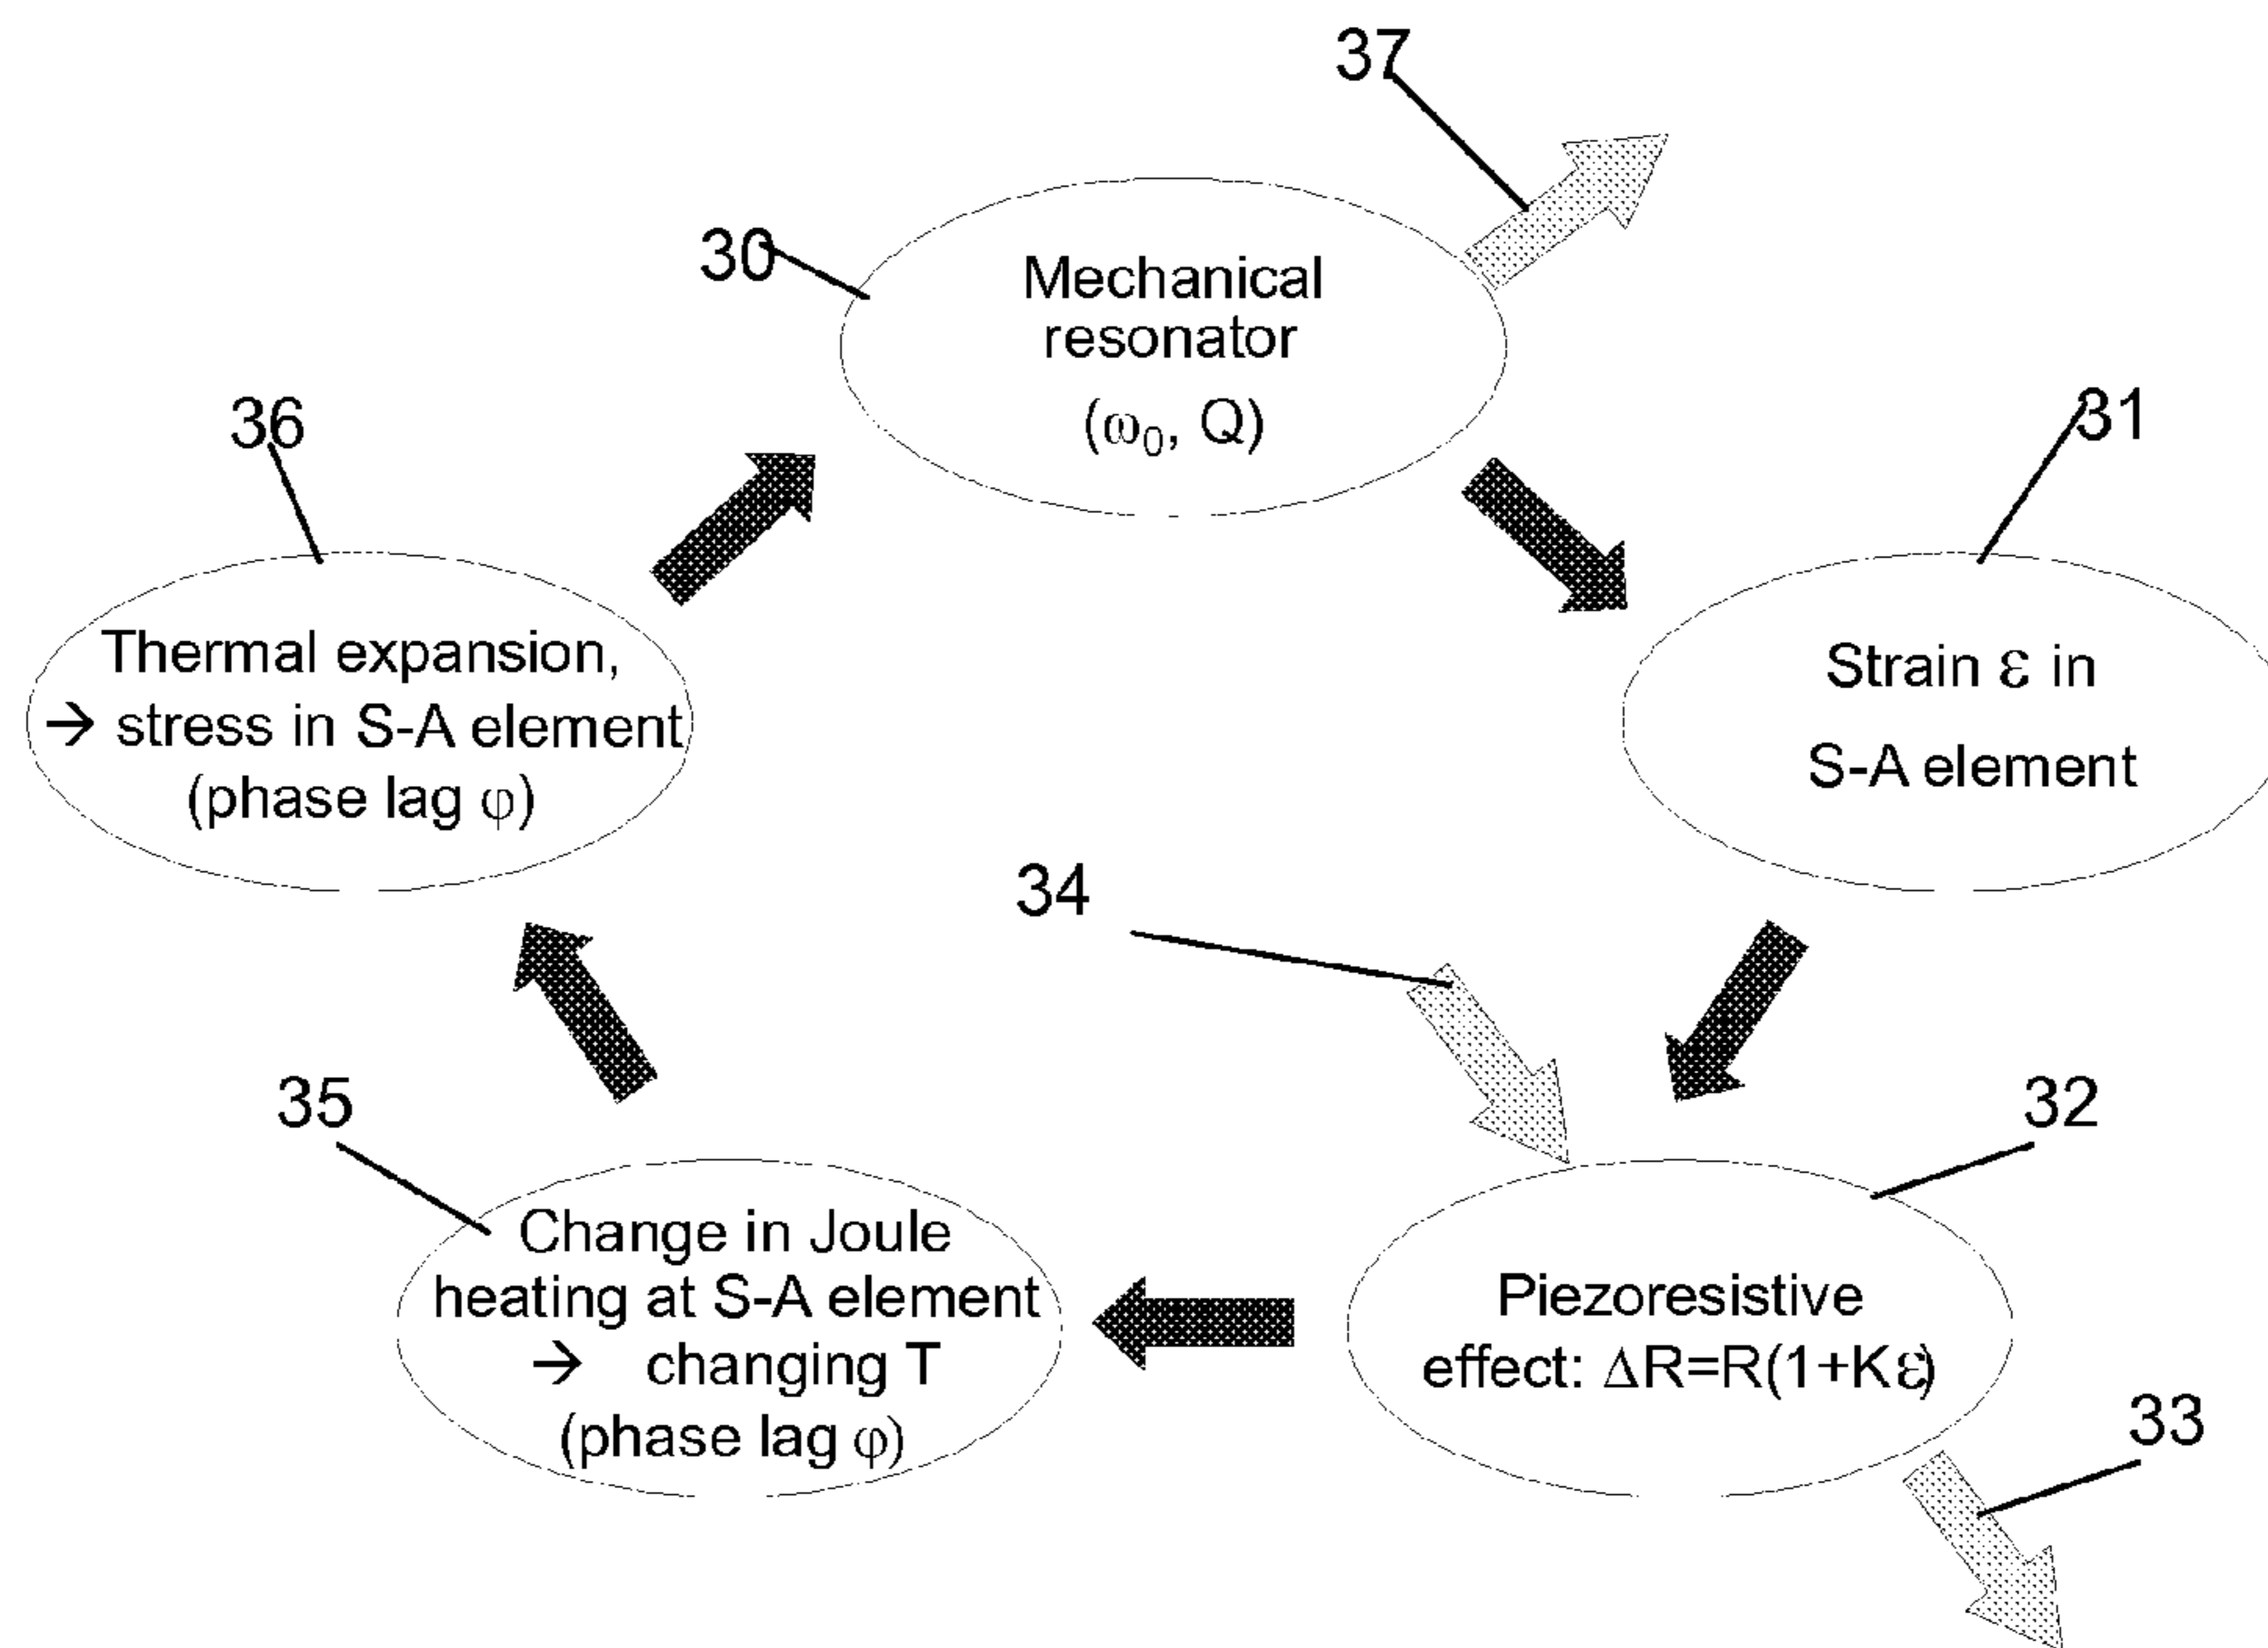 37
30
Mechanical
resonator
(ω₀, Q)
36
31
Thermal expansion,
→ stress in S-A element
(phase lag φ)
Strain ε in
S-A element
34
35
32
Change in Joule
heating at S-A element
→ changing T
(phase lag φ)
Piezoresistive
effect: ΔR=R(1+Kε)
33